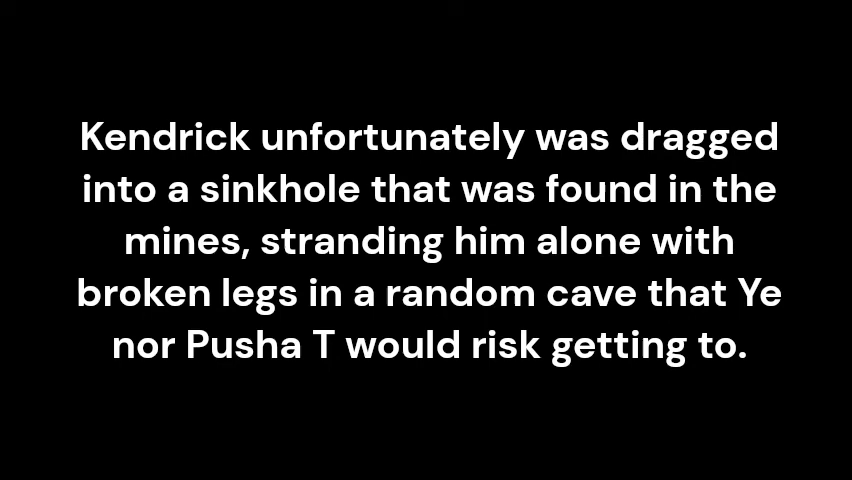 Kendrick unfortunately was dragged
into a sinkhole that was found in the
mines, stranding him alone with
broken legs in a random cave that Ye
nor Pusha T would risk getting to.